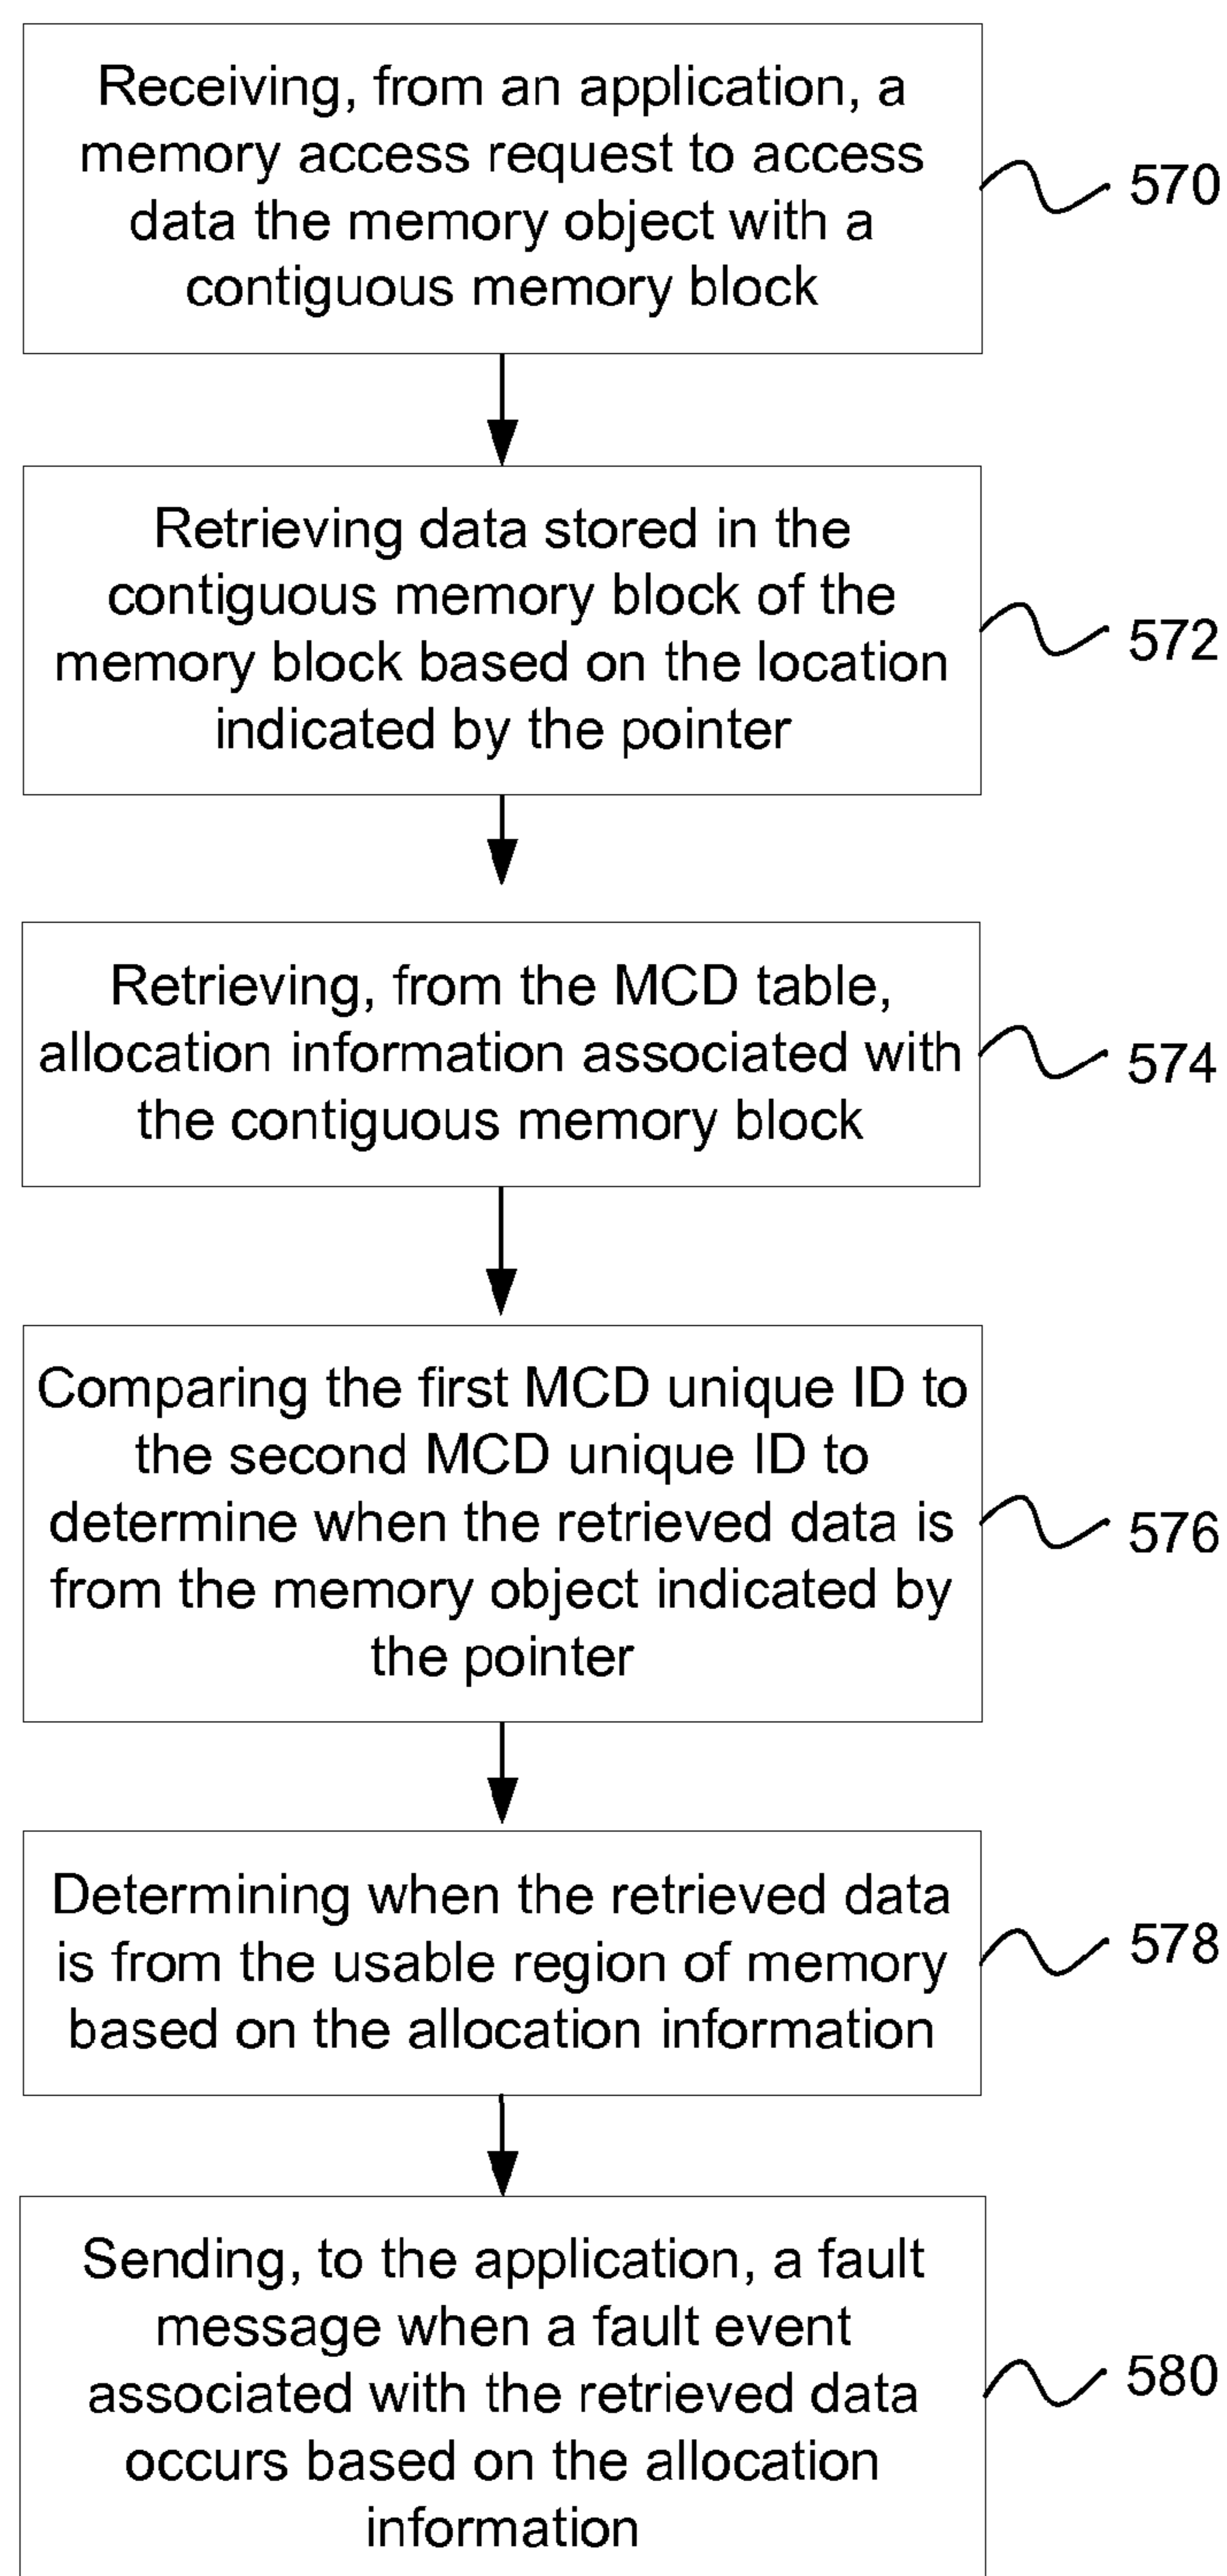 Receiving, from an application, a
memory access request to access
data the memory object with a
contiguous memory block
570
Retrieving data stored in the
contiguous memory block of the
memory block based on the location
indicated by the pointer
572
Retrieving, from the MCD table,
allocation information associated with
the contiguous memory block
574
Comparing the first MCD unique ID to
the second MCD unique ID to
determine when the retrieved data is
from the memory object indicated by
the pointer
576
Determining when the retrieved data
is from the usable region of memory
based on the allocation information
578
Sending, to the application, a fault
message when a fault event
associated with the retrieved data
occurs based on the allocation
information
580